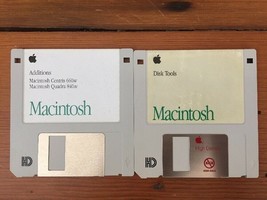 Additions
Macintosh Centris 660AV
Macintosh Quadra 840AV
Macintosh
HD
Disk Tools
Macintosh
HD